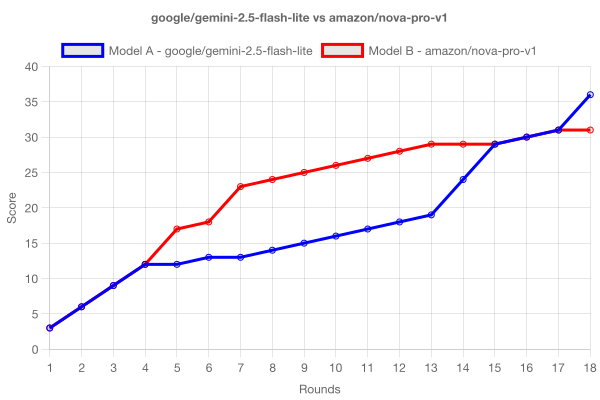 google/gemini-2.5-flash-lite vs amazon/nova-pro-v1
Model A - google/gemini-2.5-flash-lite Model B - amazon/nova-pro-v1
40
35
30
25
20
15
10
5
0
Score
1 2 3 4 5 6 7 8 9 10 11 12 13 14 15 16 17 18
Rounds